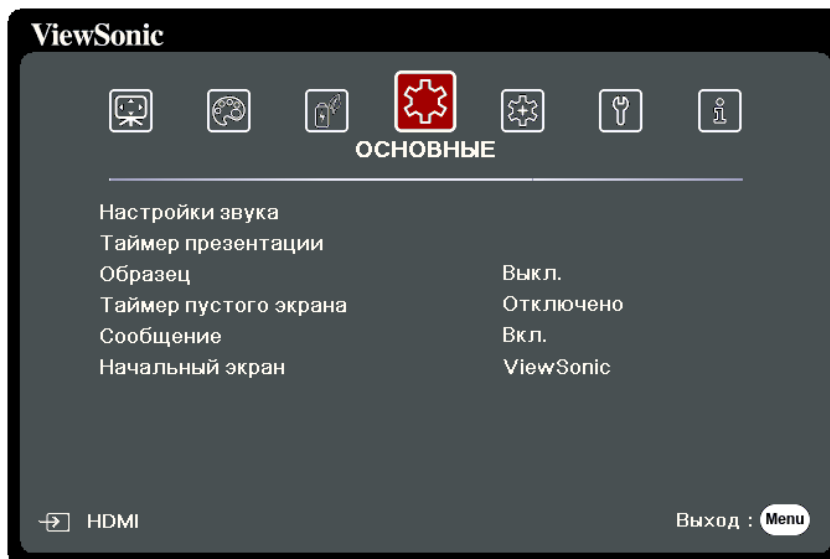 ViewSonic
ОСНОВНЫЕ
Настройки звука
Таймер презентации
Образец Выкл.
Таймер пустого экрана Отключено
Сообщение Вкл.
Начальный экран ViewSonic
HDMI Выход : Menu